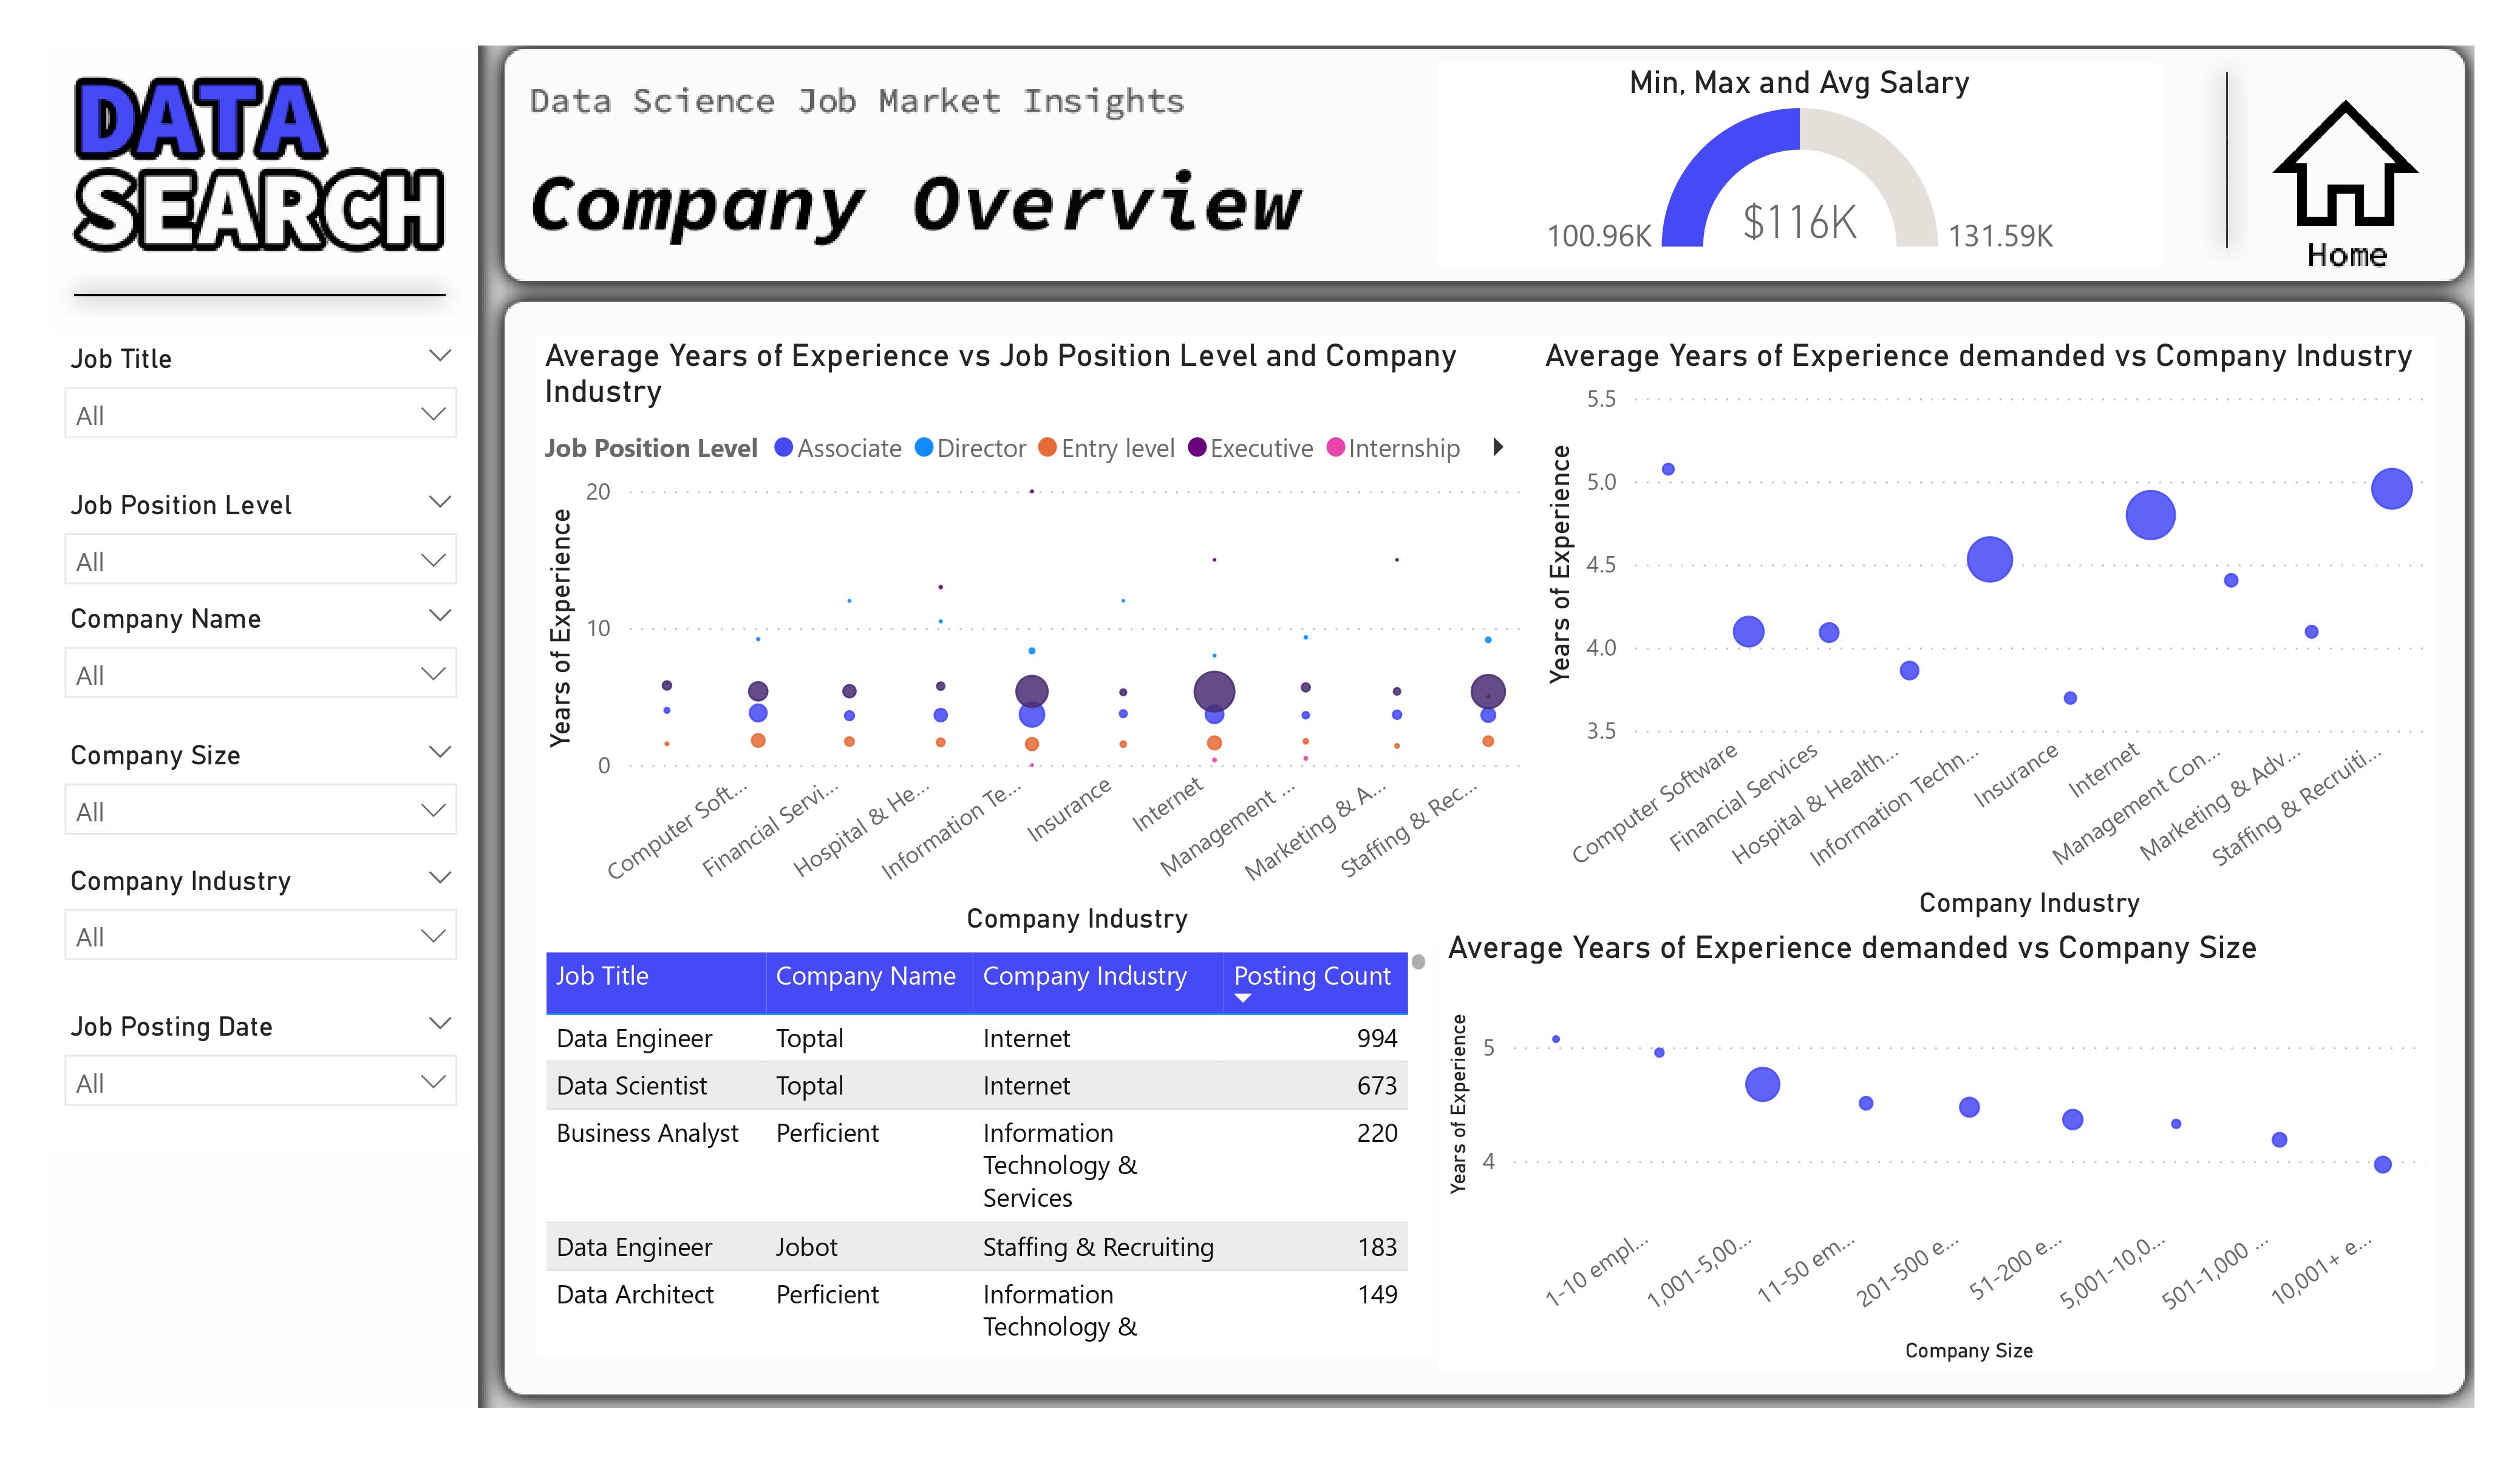 DATA
SEARCH
Job Title
All
Job Position Level
All
Company Name
All
Company Size
All
Company Industry
All
Job Posting Date
All
Data Science Job Market Insights
Company Overview
Min, Max and Avg Salary
100.96K
$116K
131.59K
Home
Average Years of Experience vs Job Position Level and Company
Industry
Job Position Level Associate Director Entry level Executive Internship
Years of Experience
20
10
0
Computer Soft...
Financial Servi...
Hospital & He...
Information Te...
Insurance
Internet
Management ...
Marketing & A...
Staffing & Rec...
Company Industry
Average Years of Experience demanded vs Company Industry
Years of Experience
5.5
5.0
4.5
4.0
3.5
Computer Software
Financial Services
Hospital & Health...
Information Techn...
Insurance
Internet
Management Con...
Marketing & Adv...
Staffing & Recruiti...
Company Industry
Job Title Company Name Company Industry Posting Count
Data Engineer Toptal Internet 994
Data Scientist Toptal Internet 673
Business Analyst Perficient Information 220
Technology &
Services
Data Engineer Jobot Staffing & Recruiting 183
Data Architect Perficient Information 149
Technology &
Average Years of Experience demanded vs Company Size
Years of Experience
5
4
1-10 empl...
1,001-5,00...
11-50 em...
201-500 e...
51-200 e...
5,001-10,0...
501-1,000 ...
10,001+ e...
Company Size